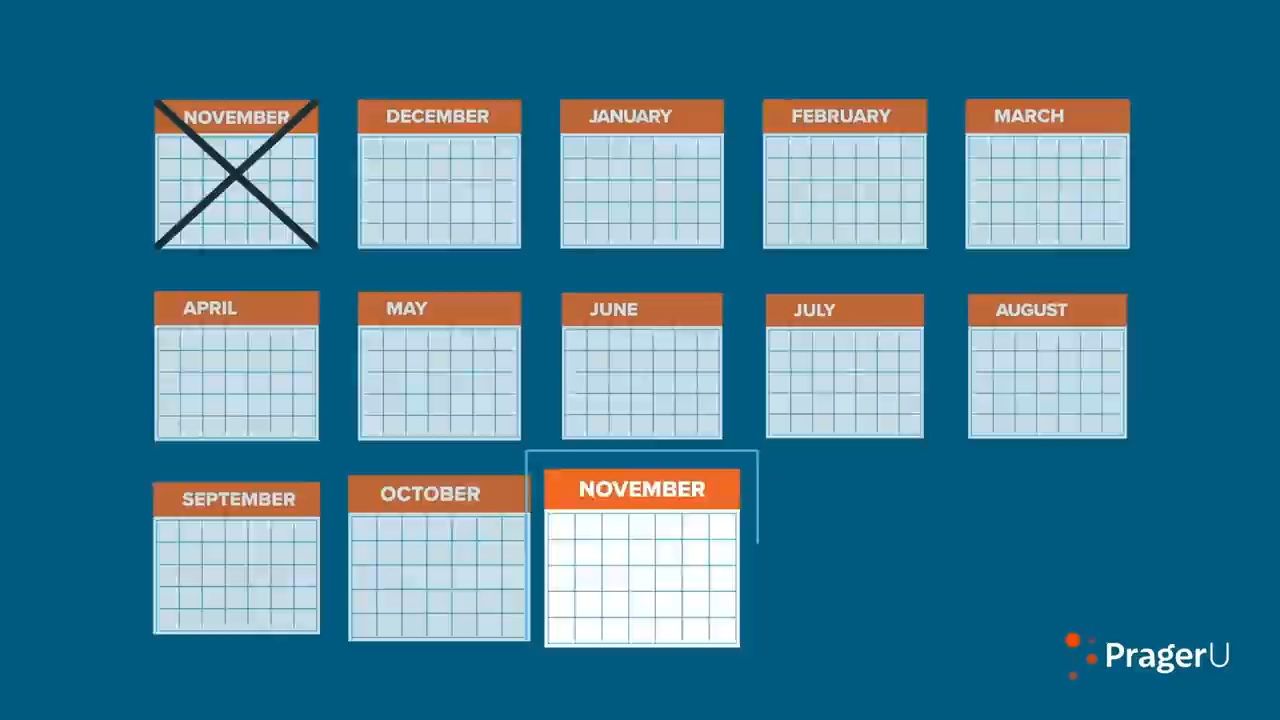 NOVEMBER
DECEMBER
JANUARY
FEBRUARY
MARCH
APRIL
MAY
JUNE
JULY
AUGUST
SEPTEMBER
OCTOBER
NOVEMBER
PragerU